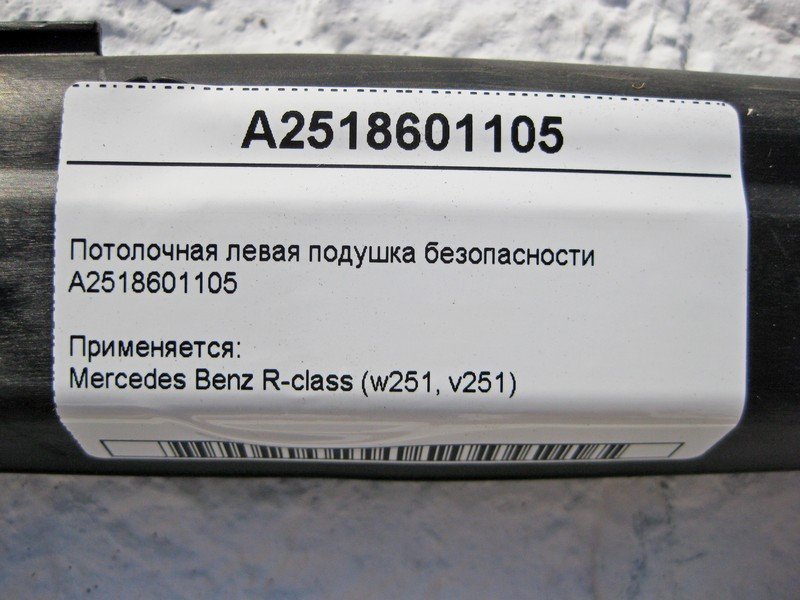 A2518601105
Потолочная левая подушка безопасности
A2518601105
Применяется:
Mercedes Benz R-class (w251, v251)